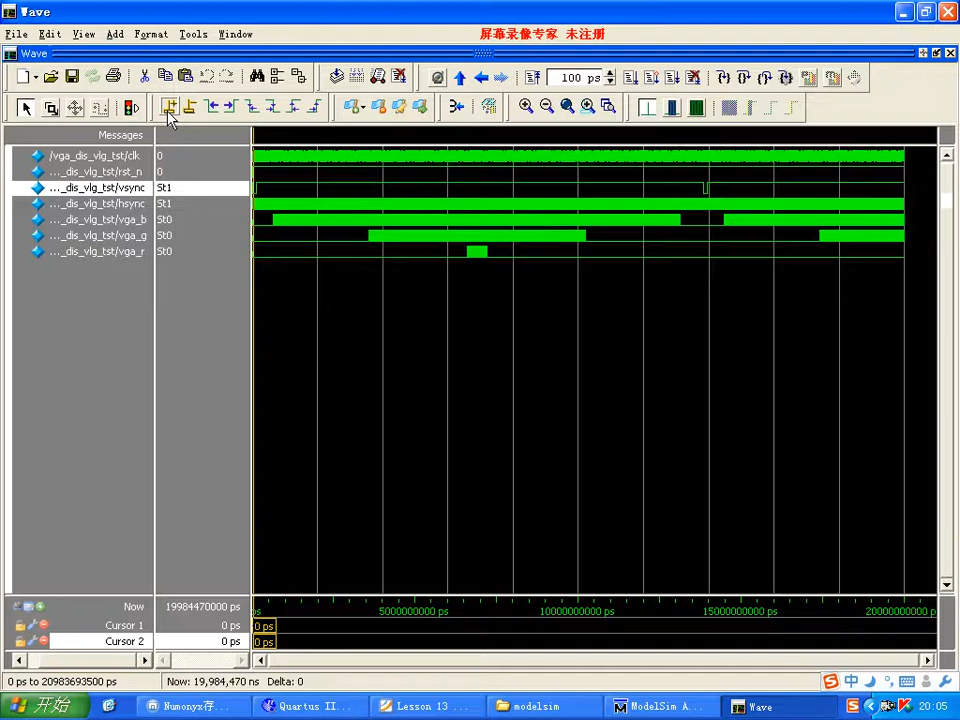 Wave
File Edit View Add Format Tools Window
屏幕录像专家 未注册
Wave
100 ps
Messages
/vga_dis_vlg_tst/clk 0
..._dis_vlg_tst/rst_n 0
..._dis_vlg_tst/vsync St1
..._dis_vlg_tst/hsync St1
..._dis_vlg_tst/vga_b St0
..._dis_vlg_tst/vga_g St0
..._dis_vlg_tst/vga_r St0
Now 19984470000 ps
ps 5000000000 ps 10000000000 ps 15000000000 ps 20000000000 p
Cursor 1 0 ps 0 ps
Cursor 2 0 ps 0 ps
0 ps to 20983693500 ps Now: 19,984,470 ns Delta: 0
中
开始 Numonyx存... Quartus II... Lesson 13 ... modelsim ModelSim A... Wave 20:05